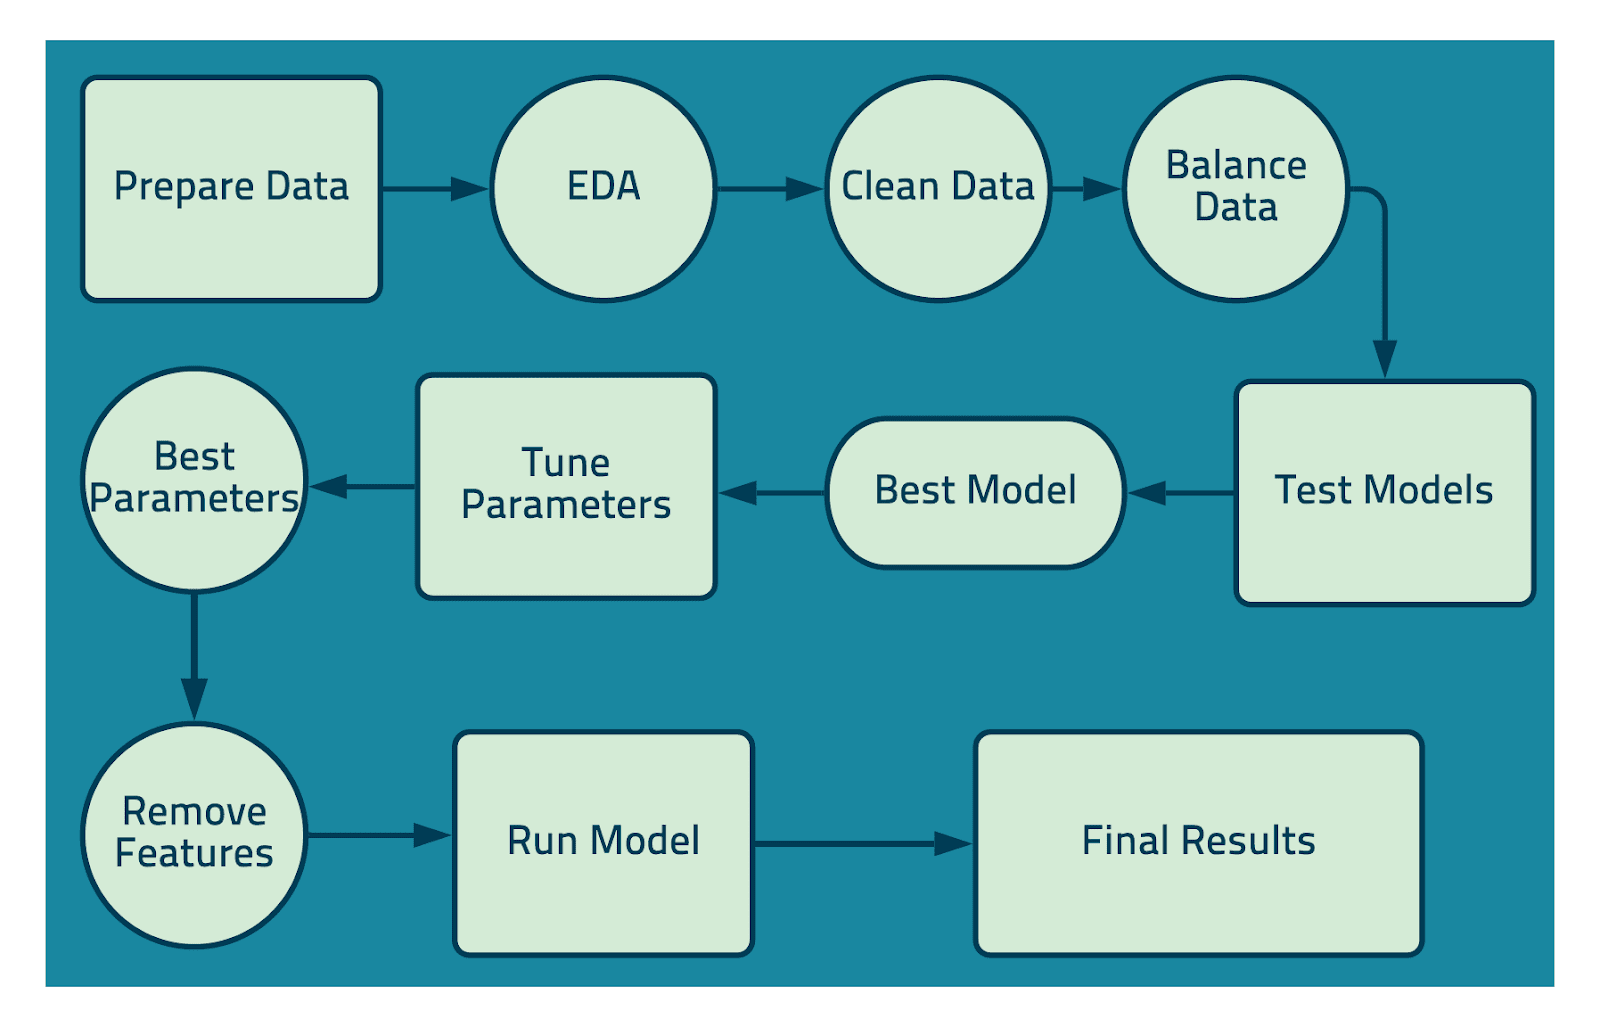 Prepare Data
EDA
Clean Data
Balance
Data
Test Models
Best Model
Tune
Parameters
Best
Parameters
Remove
Features
Run Model
Final Results